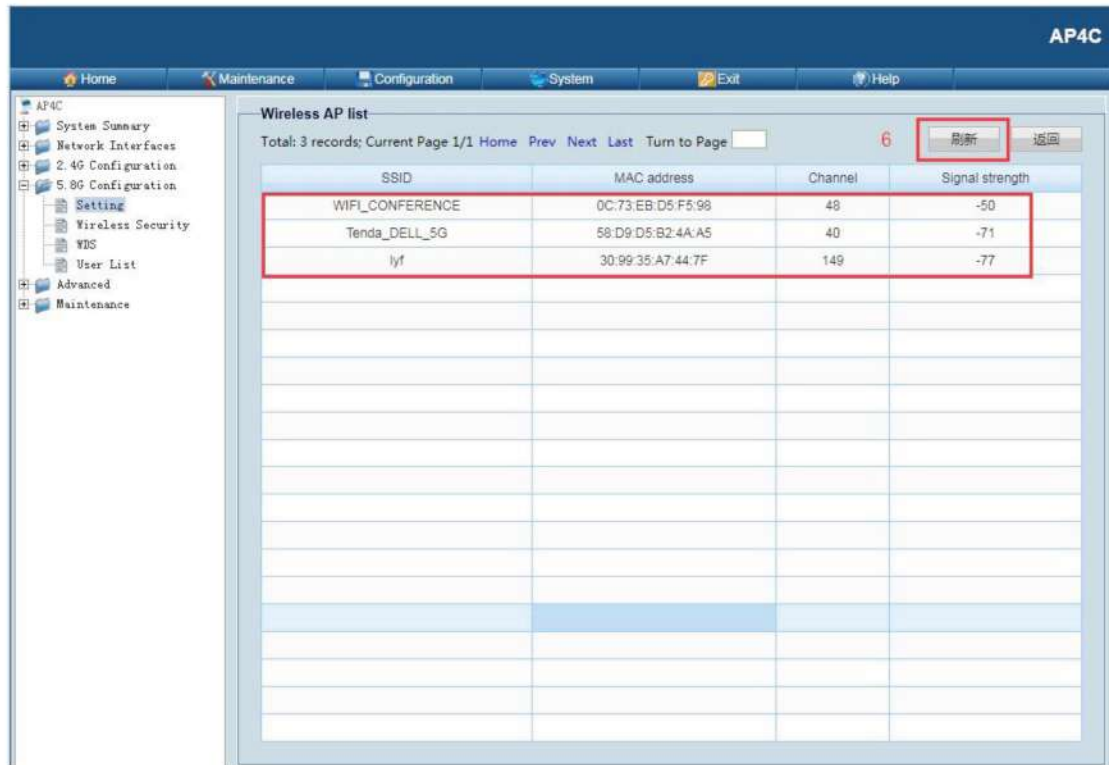 AP4C
Home Maintenance Configuration System Exit Help
AP4C
System Summary
Network Interfaces
2.4G Configuration
5.8G Configuration
Setting
Wireless Security
WDS
User List
Advanced
Maintenance
Wireless AP list
Total: 3 records; Current Page 1/1 Home Prev Next Last Turn to Page 6 刷新 返回
SSID MAC address Channel Signal strength
WIFI_CONFERENCE 0C:73:EB:D5:F5:98 48 -50
Tenda_DELL_5G 58:D9:D5:B2:4A:A5 40 -71
lyf 30:99:35:A7:44:7F 149 -77